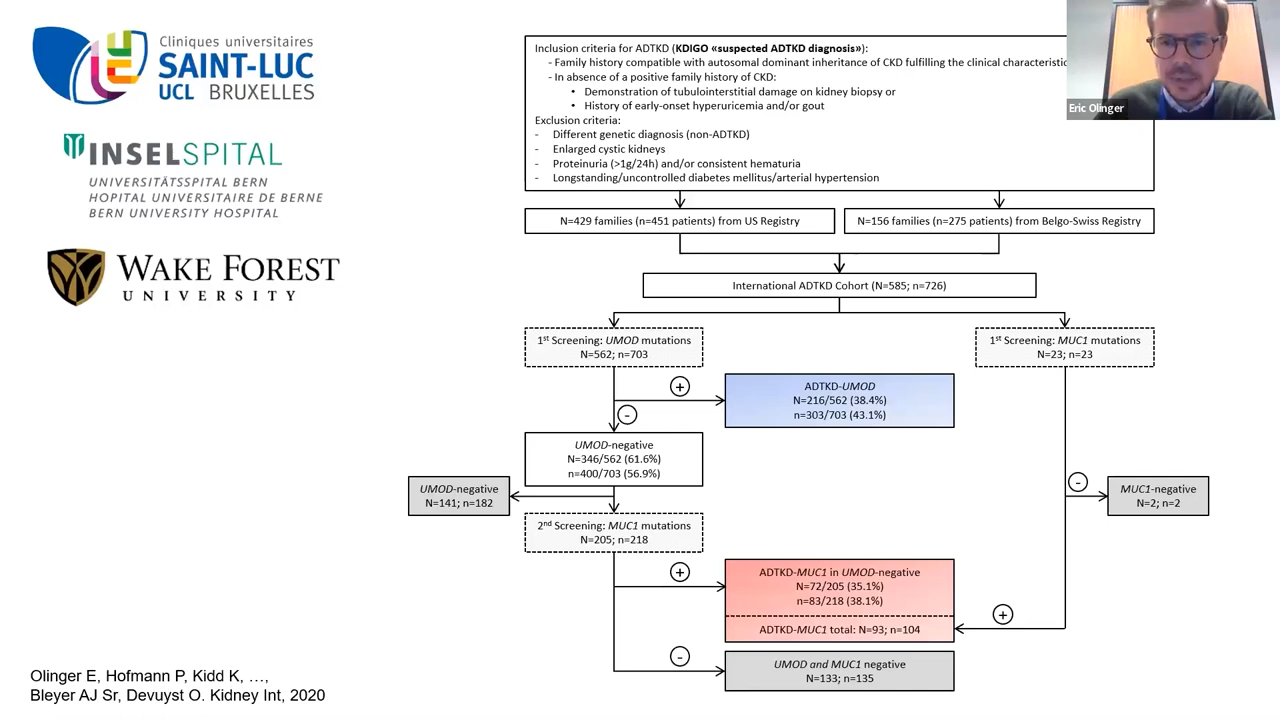 Cliniques universitaires
SAINT-LUC
UCL BRUXELLES
INSELSPITAL
UNIVERSITÄTSSPITAL BERN
HOPITAL UNIVERSITAIRE DE BERNE
BERN UNIVERSITY HOSPITAL
WAKE FOREST
UNIVERSITY
Inclusion criteria for ADTKD (KDIGO «suspected ADTKD diagnosis»):
- Family history compatible with autosomal dominant inheritance of CKD fulfilling the clinical
- In absence of a positive family history of CKD:
• Demonstration of tubulointerstitial damage on kidney biopsy or
• History of early-onset hyperuricemia and/or gout
Exclusion criteria:
- Different genetic diagnosis (non-ADTKD)
- Enlarged cystic kidneys
- Proteinuria (>1g/24h) and/or consistent hematuria
- Longstanding/uncontrolled diabetes mellitus/arterial hypertension
Eric Olinger
N=429 families (n=451 patients) from US Registry
N=156 families (n=275 patients) from Belgo-Swiss Registry
International ADTKD Cohort (N=585; n=726)
1st Screening: UMOD mutations
N=562; n=703
1st Screening: MUC1 mutations
N=23; n=23
+
ADTKD-UMOD
N=216/562 (38.4%)
n=303/703 (43.1%)
-
UMOD-negative
N=346/562 (61.6%)
n=400/703 (56.9%)
UMOD-negative
N=141; n=182
-
MUC1-negative
N=2; n=2
2nd Screening: MUC1 mutations
N=205; n=218
+
ADTKD-MUC1 in UMOD-negative
N=72/205 (35.1%)
n=83/218 (38.1%)
+
ADTKD-MUC1 total: N=93; n=104
-
UMOD and MUC1 negative
N=133; n=135
Olinger E, Hofmann P, Kidd K, …,
Bleyer AJ Sr, Devuyst O. Kidney Int, 2020